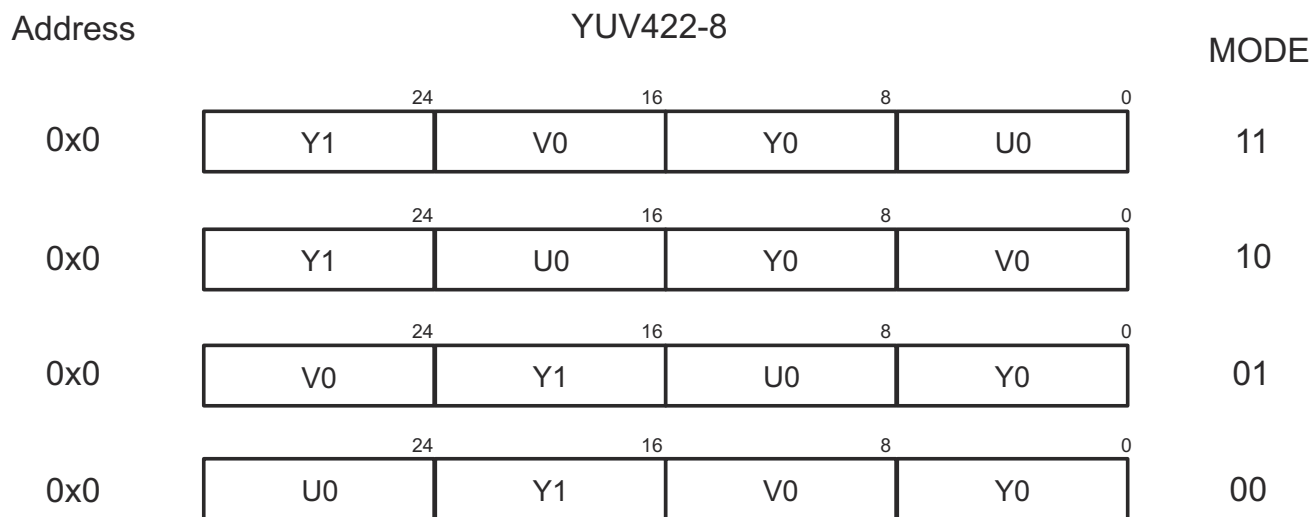 Address YUV422-8 MODE
24 16 8 0
0x0 Y1 V0 Y0 U0 11
24 16 8 0
0x0 Y1 U0 Y0 V0 10
24 16 8 0
0x0 V0 Y1 U0 Y0 01
24 16 8 0
0x0 U0 Y1 V0 Y0 00